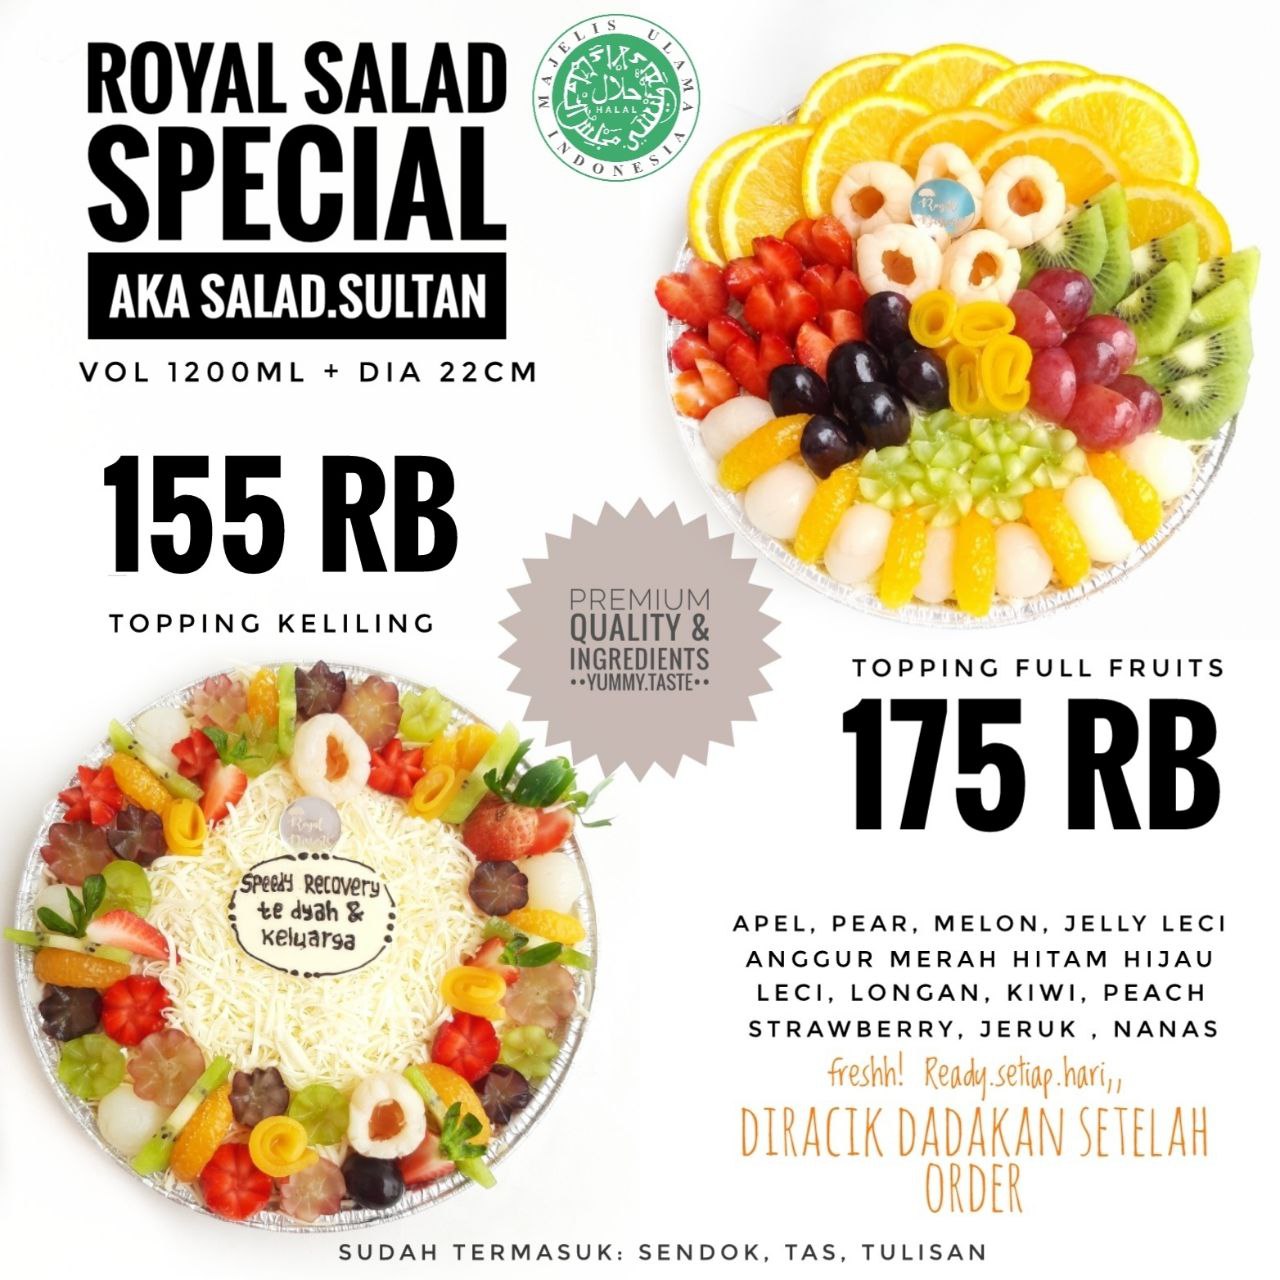 ROYAL SALAD
SPECIAL
AKA SALAD.SULTAN
VOL 1200ML + DIA 22CM
MAJELIS ULAMA INDONESIA
حلال
HALAL
155 RB
TOPPING KELILING
PREMIUM
QUALITY &
INGREDIENTS
••YUMMY.TASTE••
TOPPING FULL FRUITS
175 RB
Royal
Speedy Recovery
te dyah &
keluarga
APEL, PEAR, MELON, JELLY LECI
ANGGUR MERAH HITAM HIJAU
LECI, LONGAN, KIWI, PEACH
STRAWBERRY, JERUK , NANAS
freshh! Ready.setiap.hari,,
DIRACIK DADAKAN SETELAH
ORDER
SUDAH TERMASUK: SENDOK, TAS, TULISAN